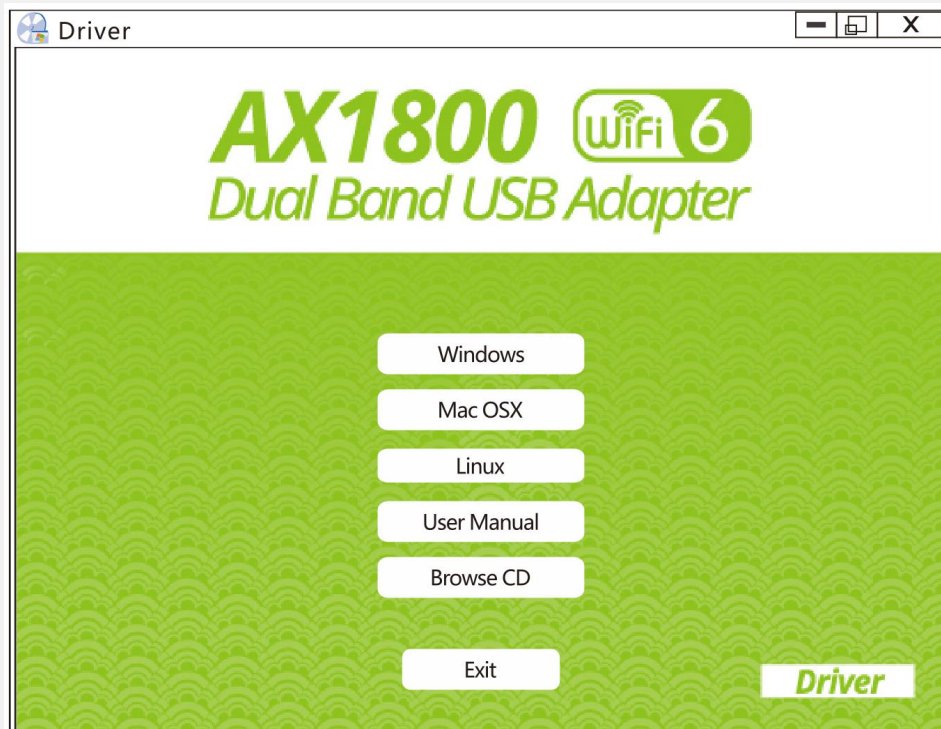 Driver
X
AX1800 WiFi 6
Dual Band USB Adapter
Windows
Mac OSX
Linux
User Manual
Browse CD
Exit
Driver